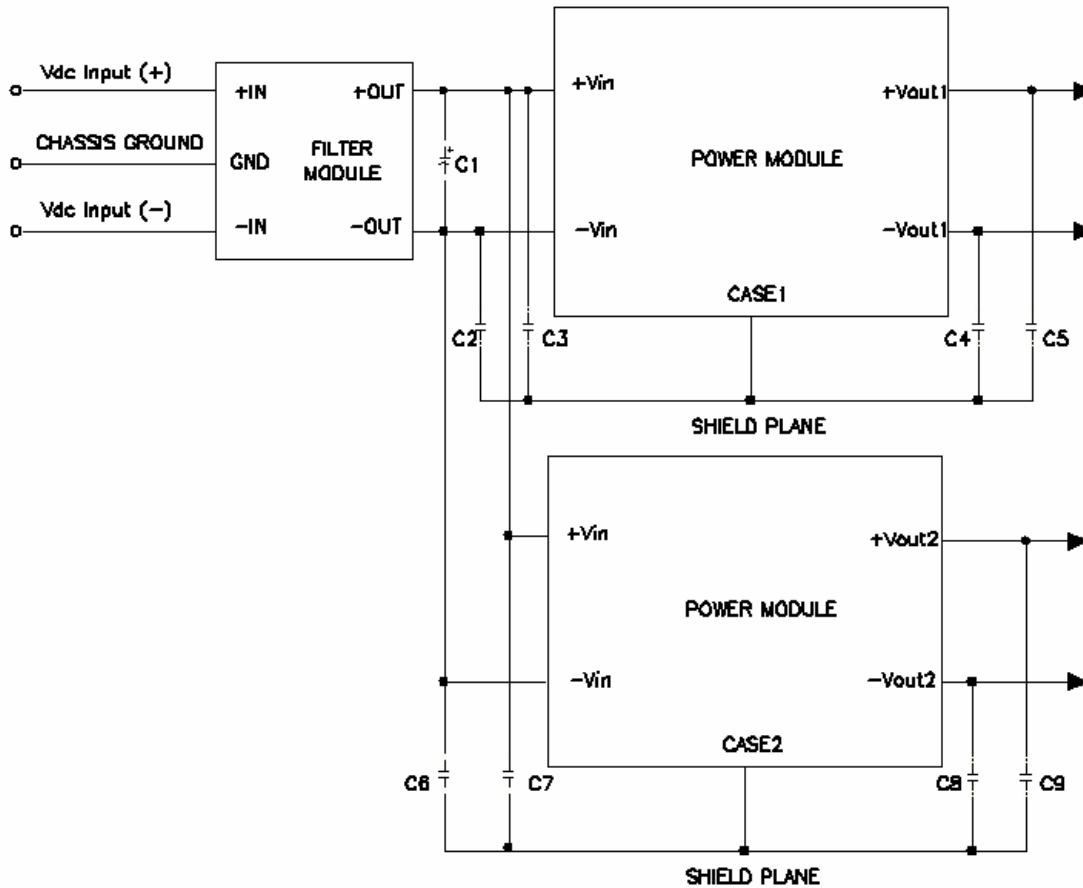 Vdc Input (+)
CHASSIS GROUND
Vdc Input (−)
+IN
+OUT
GND
FILTER
MODULE
−IN
−OUT
+
C1
+Vin
+Vout1
POWER MODULE
−Vin
−Vout1
CASE1
C2
C3
C4
C5
SHIELD PLANE
+Vin
+Vout2
POWER MODULE
−Vin
−Vout2
CASE2
C6
C7
C8
C9
SHIELD PLANE